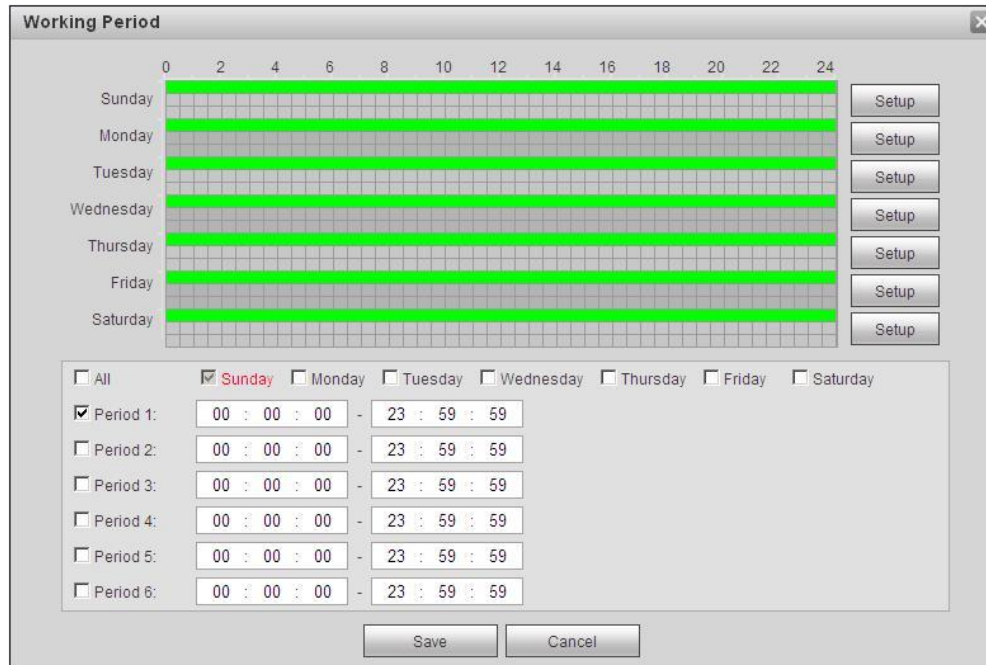 Working Period
0 2 4 6 8 10 12 14 16 18 20 22 24
Sunday Setup
Monday Setup
Tuesday Setup
Wednesday Setup
Thursday Setup
Friday Setup
Saturday Setup
All Sunday Monday Tuesday Wednesday Thursday Friday Saturday
Period 1: 00 : 00 : 00 - 23 : 59 : 59
Period 2: 00 : 00 : 00 - 23 : 59 : 59
Period 3: 00 : 00 : 00 - 23 : 59 : 59
Period 4: 00 : 00 : 00 - 23 : 59 : 59
Period 5: 00 : 00 : 00 - 23 : 59 : 59
Period 6: 00 : 00 : 00 - 23 : 59 : 59
Save Cancel